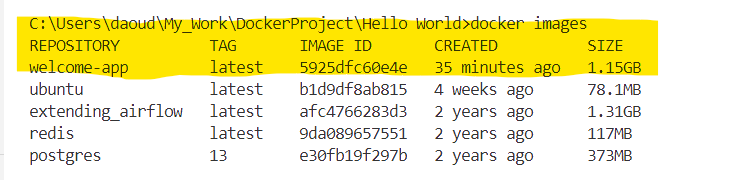 C:\Users\daoud\My_Work\DockerProject\Hello World>docker images
REPOSITORY TAG IMAGE ID CREATED SIZE
welcome-app latest 5925dfc60e4e 35 minutes ago 1.15GB
ubuntu latest b1d9df8ab815 4 weeks ago 78.1MB
extending_airflow latest afc4766283d3 2 years ago 1.31GB
redis latest 9da089657551 2 years ago 117MB
postgres 13 e30fb19f297b 2 years ago 373MB